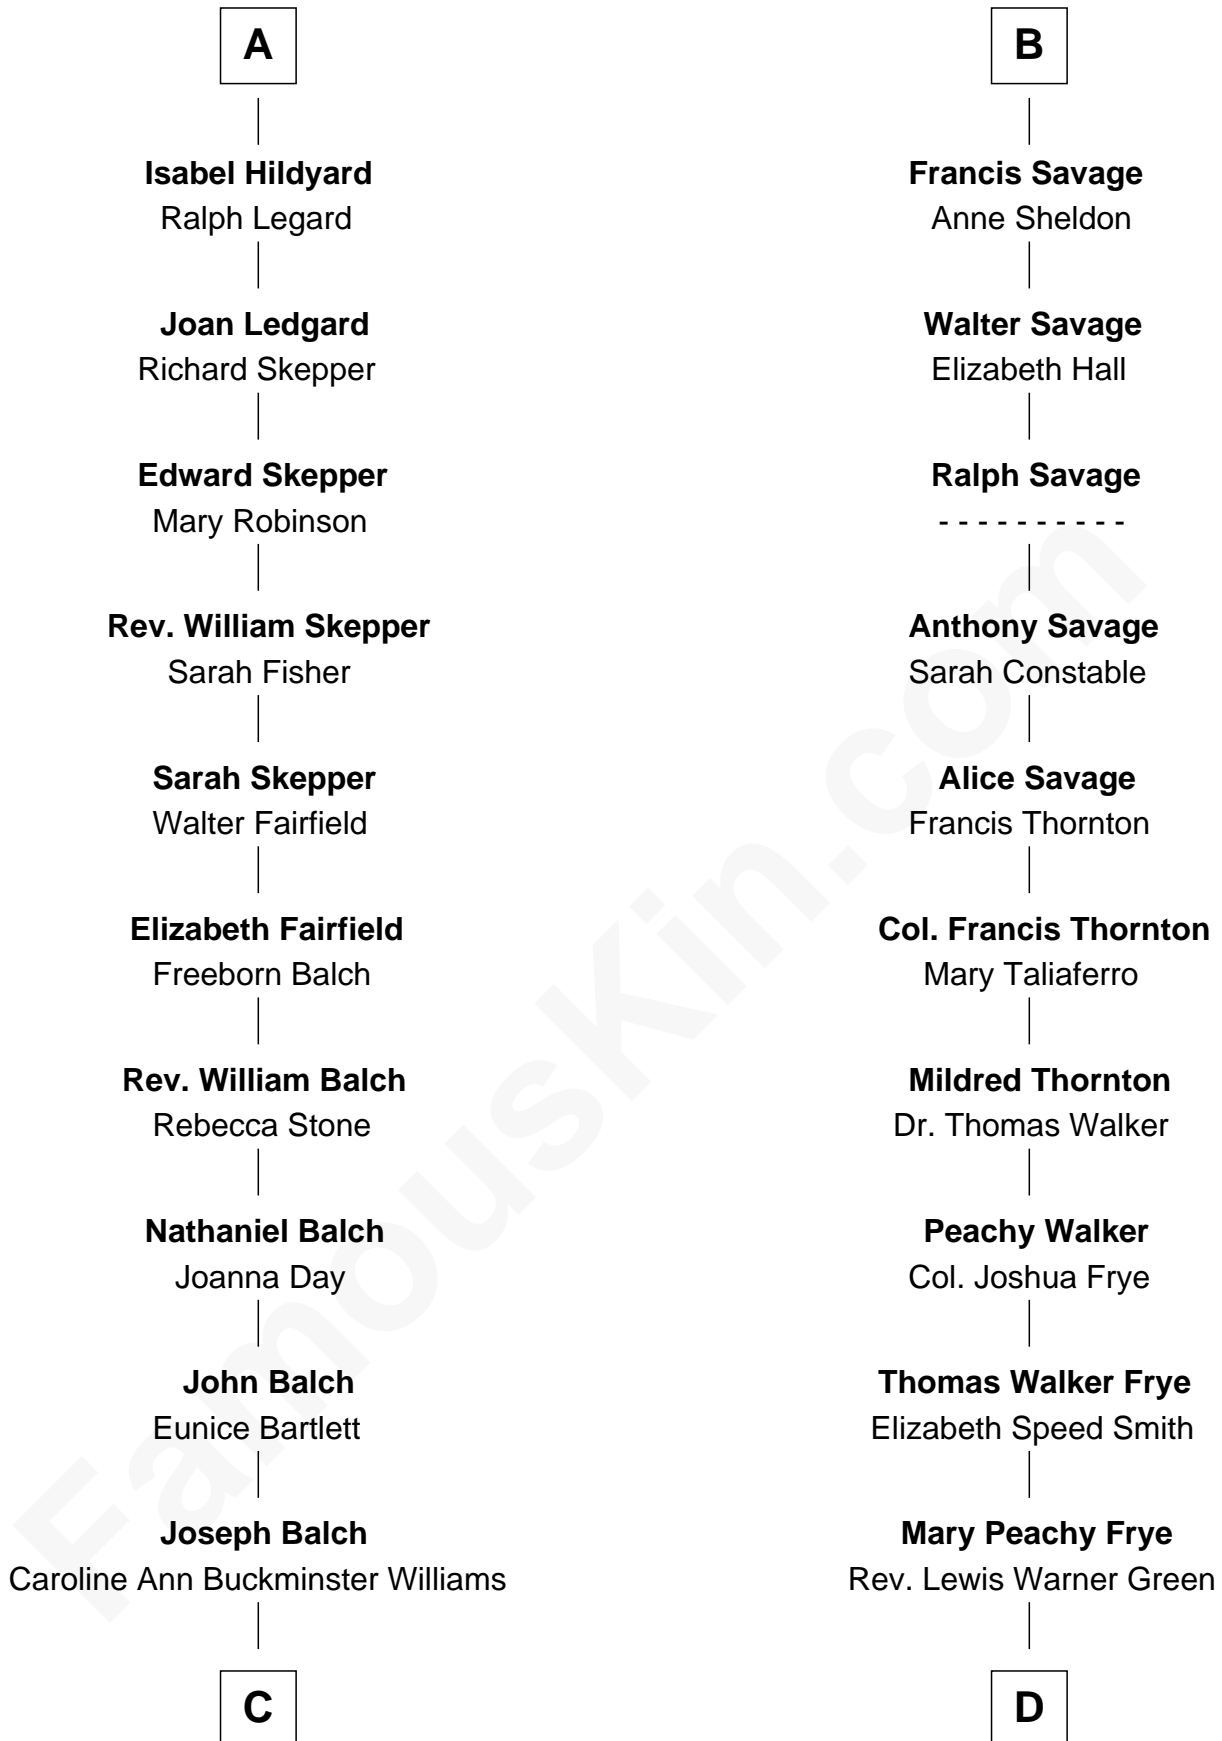 A
Isabel Hildyard
Ralph Legard
Joan Ledgard
Richard Skepper
Edward Skepper
Mary Robinson
Rev. William Skepper
Sarah Fisher
Sarah Skepper
Walter Fairfield
Elizabeth Fairfield
Freeborn Balch
Rev. William Balch
Rebecca Stone
Nathaniel Balch
Joanna Day
John Balch
Eunice Bartlett
Joseph Balch
Caroline Ann Buckminster Williams
C
B
Francis Savage
Anne Sheldon
Walter Savage
Elizabeth Hall
Ralph Savage
- - - - - - - - - -
Anthony Savage
Sarah Constable
Alice Savage
Francis Thornton
Col. Francis Thornton
Mary Taliaferro
Mildred Thornton
Dr. Thomas Walker
Peachy Walker
Col. Joshua Frye
Thomas Walker Frye
Elizabeth Speed Smith
Mary Peachy Frye
Rev. Lewis Warner Green
D
FamousKin.com